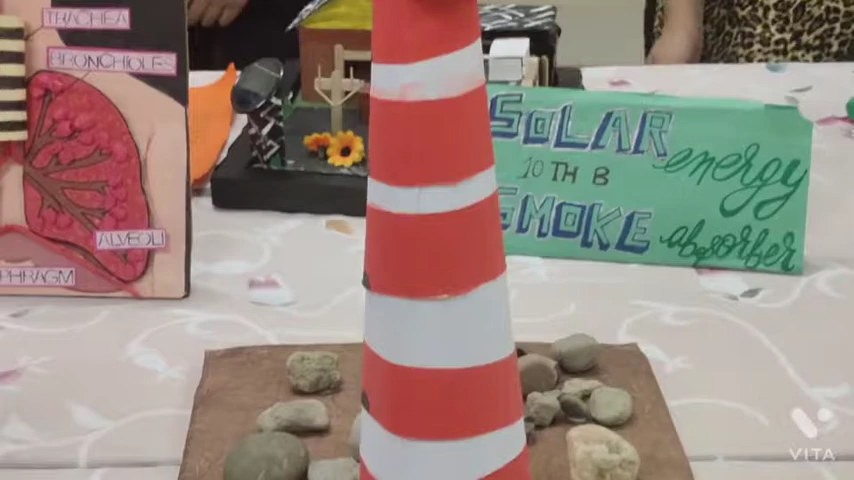 TRACHEA
BRONCHIOLES
ALVEOLI
PHRAGM
SOLAR energy
10TH B
SMOKE absorber
VITA